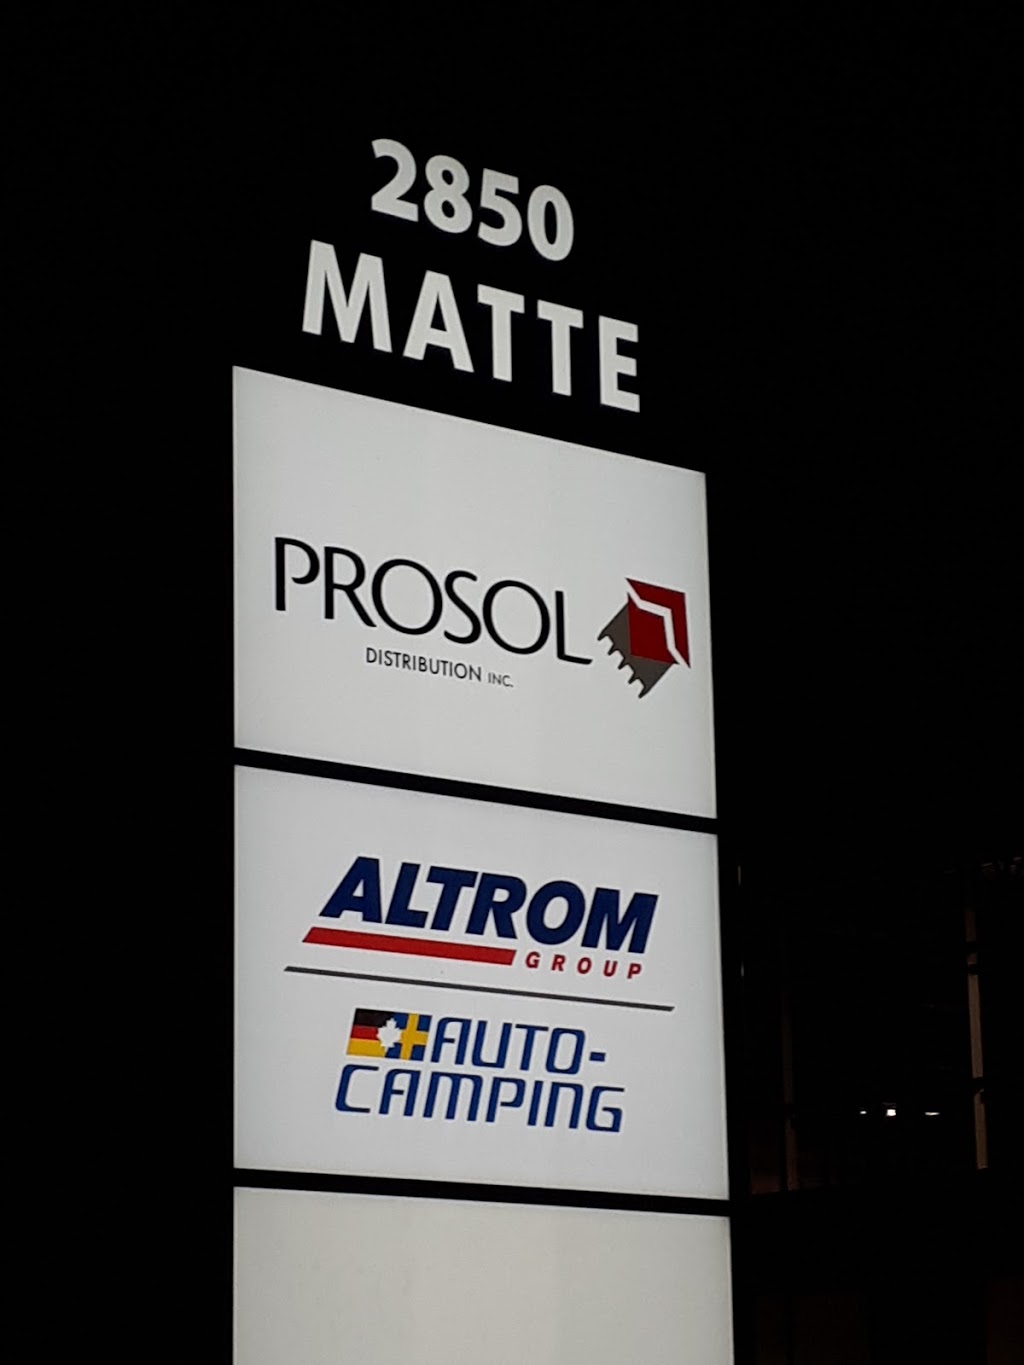 2850
MATTE
PROSOL
DISTRIBUTION INC.
ALTROM
GROUP
AUTO-
CAMPING